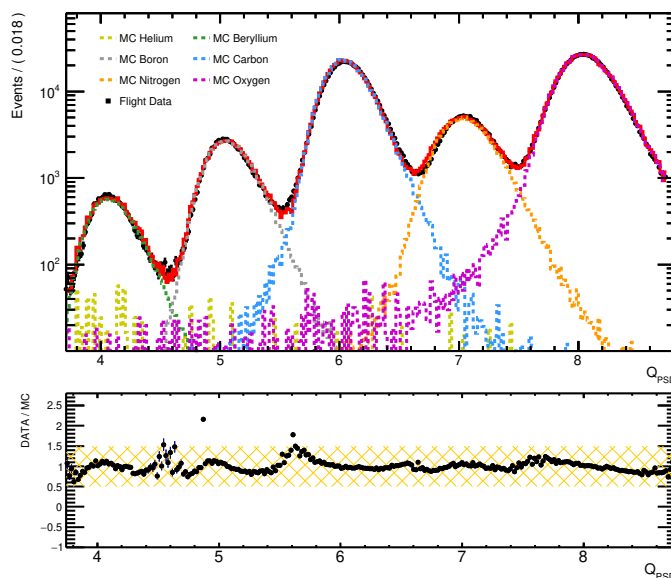 Events / ( 0.018 )
10⁴
10³
10²
MC Helium
MC Beryllium
MC Boron
MC Carbon
MC Nitrogen
MC Oxygen
Flight Data
4
5
6
7
8
Q_PSD
DATA / MC
2.5
2
1.5
1
0.5
0
−0.5
−1
4
5
6
7
8
Q_PSD